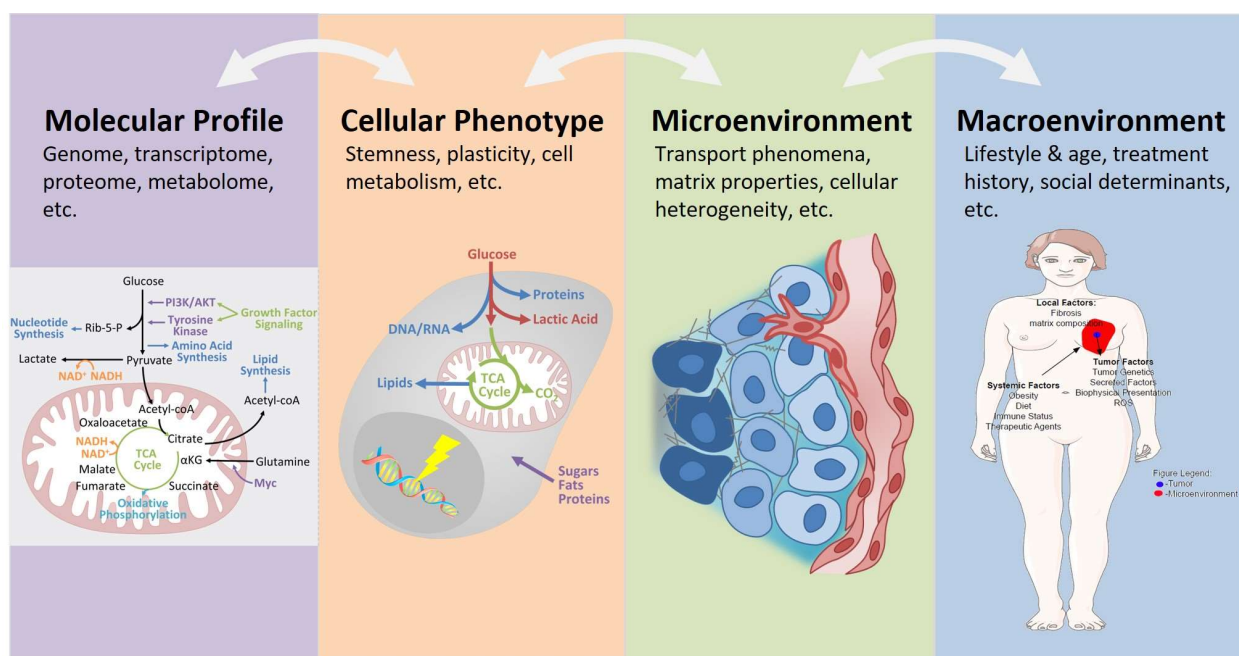 Molecular Profile
Genome, transcriptome,
proteome, metabolome,
etc.
Glucose
PI3K/AKT
Growth Factor
Signaling
Tyrosine
Kinase
Nucleotide
Synthesis
Rib-5-P
Amino Acid
Synthesis
Lactate
Pyruvate
NAD⁺ NADH
Lipid
Synthesis
Acetyl-coA
Acetyl-coA
Oxaloacetate
Citrate
NADH
NAD⁺
TCA
Cycle
αKG
Glutamine
Malate
Fumarate
Succinate
Myc
Oxidative
Phosphorylation
Cellular Phenotype
Stemness, plasticity, cell
metabolism, etc.
Glucose
Proteins
Lactic Acid
DNA/RNA
Lipids
TCA
Cycle
CO₂
Sugars
Fats
Proteins
Microenvironment
Transport phenomena,
matrix properties, cellular
heterogeneity, etc.
Macroenvironment
Lifestyle & age, treatment
history, social determinants,
etc.
Local Factors:
Fibrosis
matrix composition
Tumor Factors
Tumor Genetics
Secreted Factors
Biophysical Presentation
ROS
Systemic Factors
Obesity
Diet
Immune Status
Therapeutic Agents
Figure Legend:
-Tumor
-Microenvironment